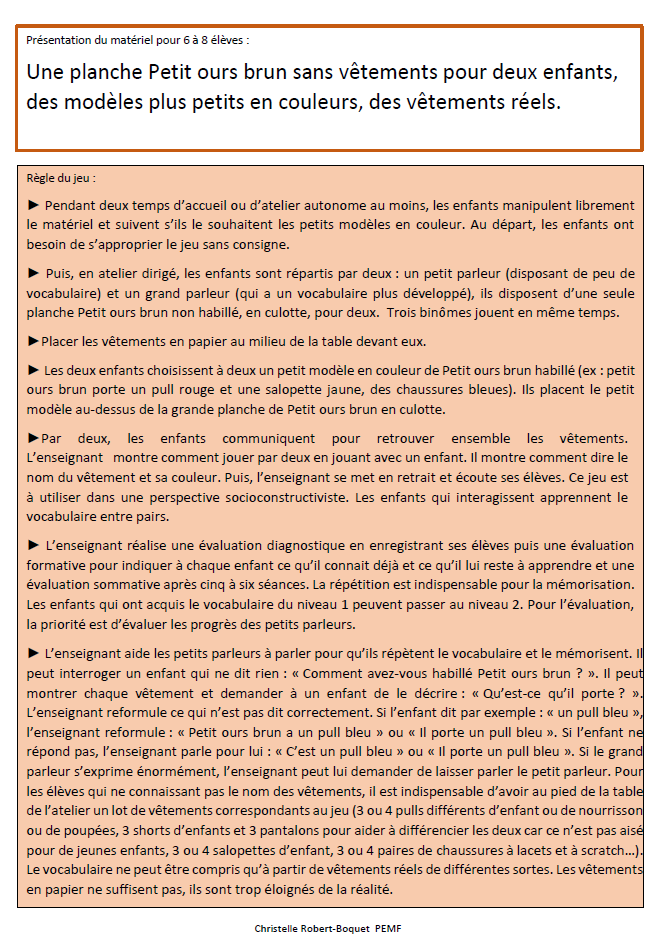 Présentation du matériel pour 6 à 8 élèves :
Une planche Petit ours brun sans vêtements pour deux enfants,
des modèles plus petits en couleurs, des vêtements réels.
Règle du jeu :
► Pendant deux temps d’accueil ou d’atelier autonome au moins, les enfants manipulent librement
le matériel et suivent s’ils le souhaitent les petits modèles en couleur. Au départ, les enfants ont
besoin de s’approprier le jeu sans consigne.
► Puis, en atelier dirigé, les enfants sont répartis par deux : un petit parleur (disposant de peu de
vocabulaire) et un grand parleur (qui a un vocabulaire plus développé), ils disposent d’une seule
planche Petit ours brun non habillé, en culotte, pour deux. Trois binômes jouent en même temps.
►Placer les vêtements en papier au milieu de la table devant eux.
► Les deux enfants choisissent à deux un petit modèle en couleur de Petit ours brun habillé (ex : petit
ours brun porte un pull rouge et une salopette jaune, des chaussures bleues). Ils placent le petit
modèle au-dessus de la grande planche de Petit ours brun en culotte.
►Par deux, les enfants communiquent pour retrouver ensemble les vêtements.
L’enseignant montre comment jouer par deux en jouant avec un enfant. Il montre comment dire le
nom du vêtement et sa couleur. Puis, l’enseignant se met en retrait et écoute ses élèves. Ce jeu est
à utiliser dans une perspective socioconstructiviste. Les enfants qui interagissent apprennent le
vocabulaire entre pairs.
► L’enseignant réalise une évaluation diagnostique en enregistrant ses élèves puis une évaluation
formative pour indiquer à chaque enfant ce qu’il connait déjà et ce qu’il lui reste à apprendre et une
évaluation sommative après cinq à six séances. La répétition est indispensable pour la mémorisation.
Les enfants qui ont acquis le vocabulaire du niveau 1 peuvent passer au niveau 2. Pour l’évaluation,
la priorité est d’évaluer les progrès des petits parleurs.
► L’enseignant aide les petits parleurs à parler pour qu’ils répètent le vocabulaire et le mémorisent. Il
peut interroger un enfant qui ne dit rien : « Comment avez-vous habillé Petit ours brun ? ». Il peut
montrer chaque vêtement et demander à un enfant de le décrire : « Qu’est-ce qu’il porte ? ».
L’enseignant reformule ce qui n’est pas dit correctement. Si l’enfant dit par exemple : « un pull bleu »,
l’enseignant reformule : « Petit ours brun a un pull bleu » ou « Il porte un pull bleu ». Si l’enfant ne
répond pas, l’enseignant parle pour lui : « C’est un pull bleu » ou « Il porte un pull bleu ». Si le grand
parleur s’exprime énormément, l’enseignant peut lui demander de laisser parler le petit parleur. Pour
les élèves qui ne connaissant pas le nom des vêtements, il est indispensable d’avoir au pied de la table
de l’atelier un lot de vêtements correspondants au jeu (3 ou 4 pulls différents d’enfant ou de nourrisson
ou de poupées, 3 shorts d’enfants et 3 pantalons pour aider à différencier les deux car ce n’est pas aisé
pour de jeunes enfants, 3 ou 4 salopettes d’enfant, 3 ou 4 paires de chaussures à lacets et à scratch…).
Le vocabulaire ne peut être compris qu’à partir de vêtements réels de différentes sortes. Les vêtements
en papier ne suffisent pas, ils sont trop éloignés de la réalité.
Christelle Robert-Boquet PEMF